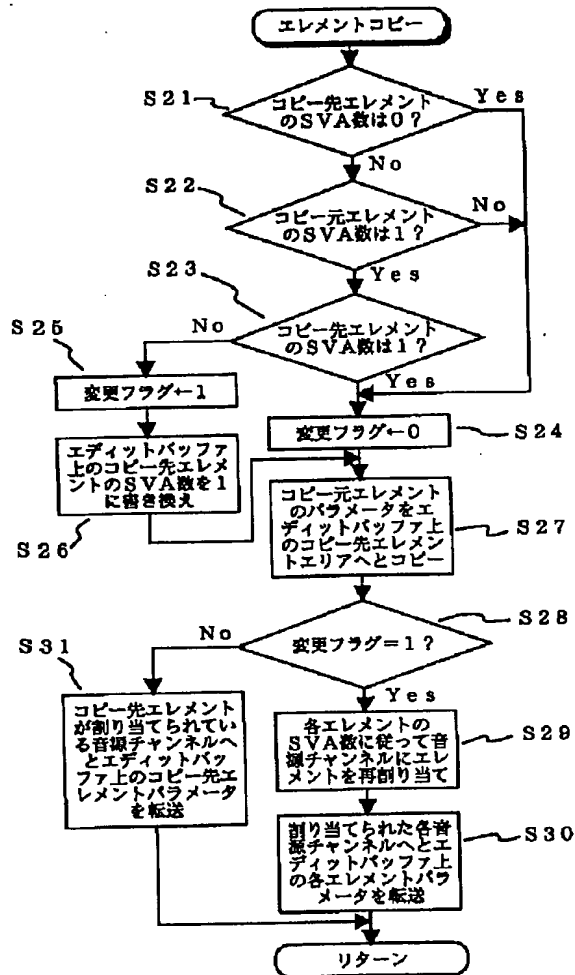 エレメントコピー
S21
コピー先エレメント
のSVA数は0？
Yes
No
S22
コピー元エレメント
のSVA数は1？
No
Yes
S23
コピー先エレメント
のSVA数は1？
No
Yes
S25
変更フラグ←1
変更フラグ←0
S24
エディットバッファ
上のコピー先エレメ
ントのSVA数を1
に書き換え
S26
コピー元エレメント
のパラメータをエ
ディットバッファ上
のコピー先エレメン
トエリアへとコピー
S27
変更フラグ＝1？
S28
No
Yes
S31
コピー先エレメント
が割り当てられてい
る音源チャンネルへ
とエディットバッ
ファ上のコピー先エ
レメントパラメータ
を転送
各エレメントの
SVA数に従って音
源チャンネルにエレ
メントを再割り当て
S29
割り当てられた各音
源チャンネルへとエ
ディットバッファ上
の各エレメントパラ
メータを転送
S30
リターン